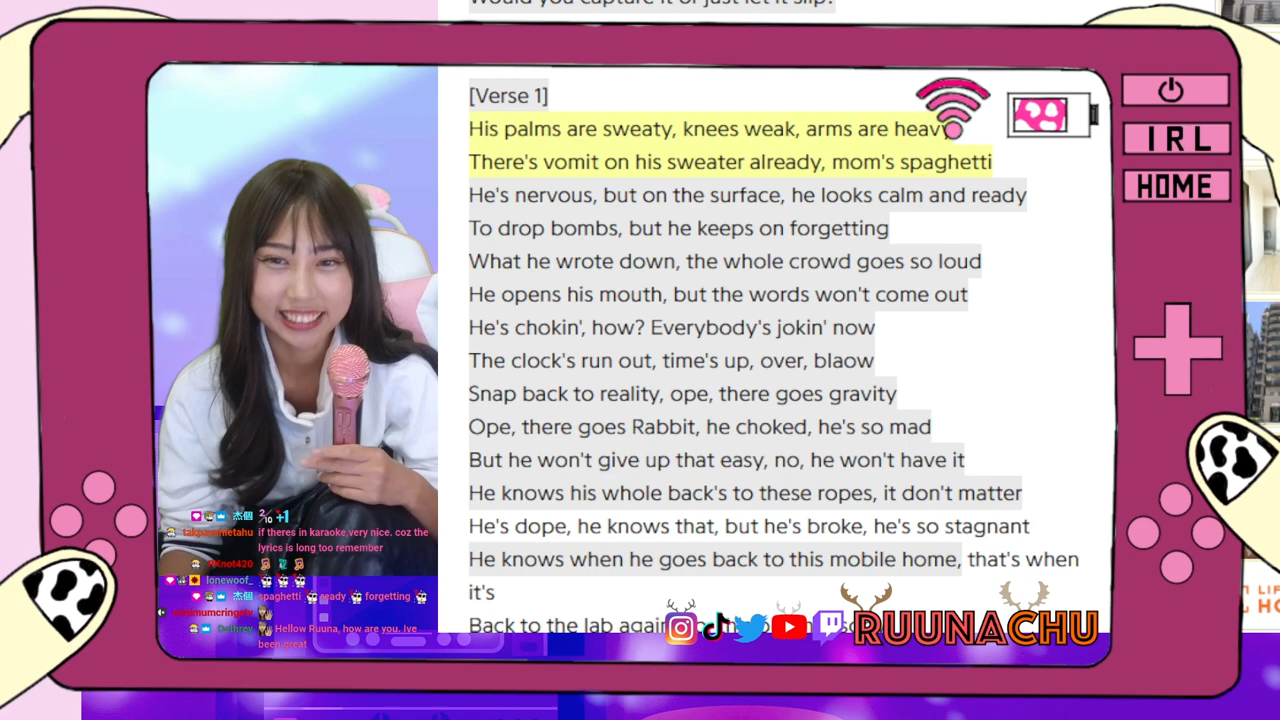 Would you capture it or just let it slip?
[Verse 1]
His palms are sweaty, knees weak, arms are heavy
There's vomit on his sweater already, mom's spaghetti
He's nervous, but on the surface, he looks calm and ready
To drop bombs, but he keeps on forgetting
What he wrote down, the whole crowd goes so loud
He opens his mouth, but the words won't come out
He's chokin', how? Everybody's jokin' now
The clock's run out, time's up, over, blaow
Snap back to reality, ope, there goes gravity
Ope, there goes Rabbit, he choked, he's so mad
But he won't give up that easy, no, he won't have it
He knows his whole back's to these ropes, it don't matter
He's dope, he knows that, but he's broke, he's so stagnant
He knows when he goes back to this mobile home, that's when
it's
Back to the lab again
IRL
HOME
杰個 2/10 +1
if theres in karaoke,very nice. coz the
lyrics is long too remember
lonewoof_
杰個 spaghetti ready forgetting
Hellow Ruuna, how are you. Ive
been great
RUUNACHU